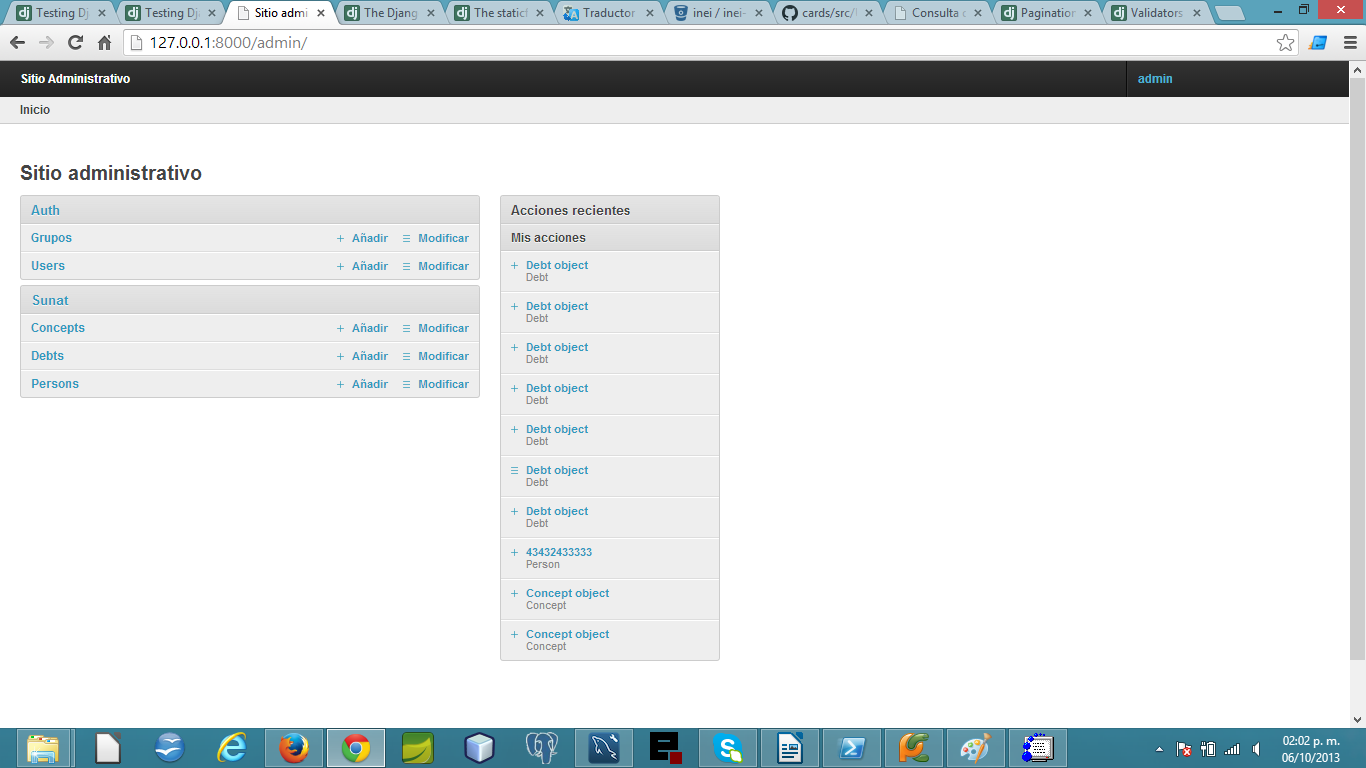 Testing Dj
Testing Dj
Sitio admi
The Djang
The staticf
Traductor
inei / inei-
cards/src/
Consulta
Pagination
Validators
127.0.0.1:8000/admin/
Sitio Administrativo
admin
Inicio
Sitio administrativo
Auth
Grupos Añadir Modificar
Users Añadir Modificar
Sunat
Concepts Añadir Modificar
Debts Añadir Modificar
Persons Añadir Modificar
Acciones recientes
Mis acciones
Debt object
Debt
Debt object
Debt
Debt object
Debt
Debt object
Debt
Debt object
Debt
Debt object
Debt
Debt object
Debt
43432433333
Person
Concept object
Concept
Concept object
Concept
02:02 p. m.
06/10/2013